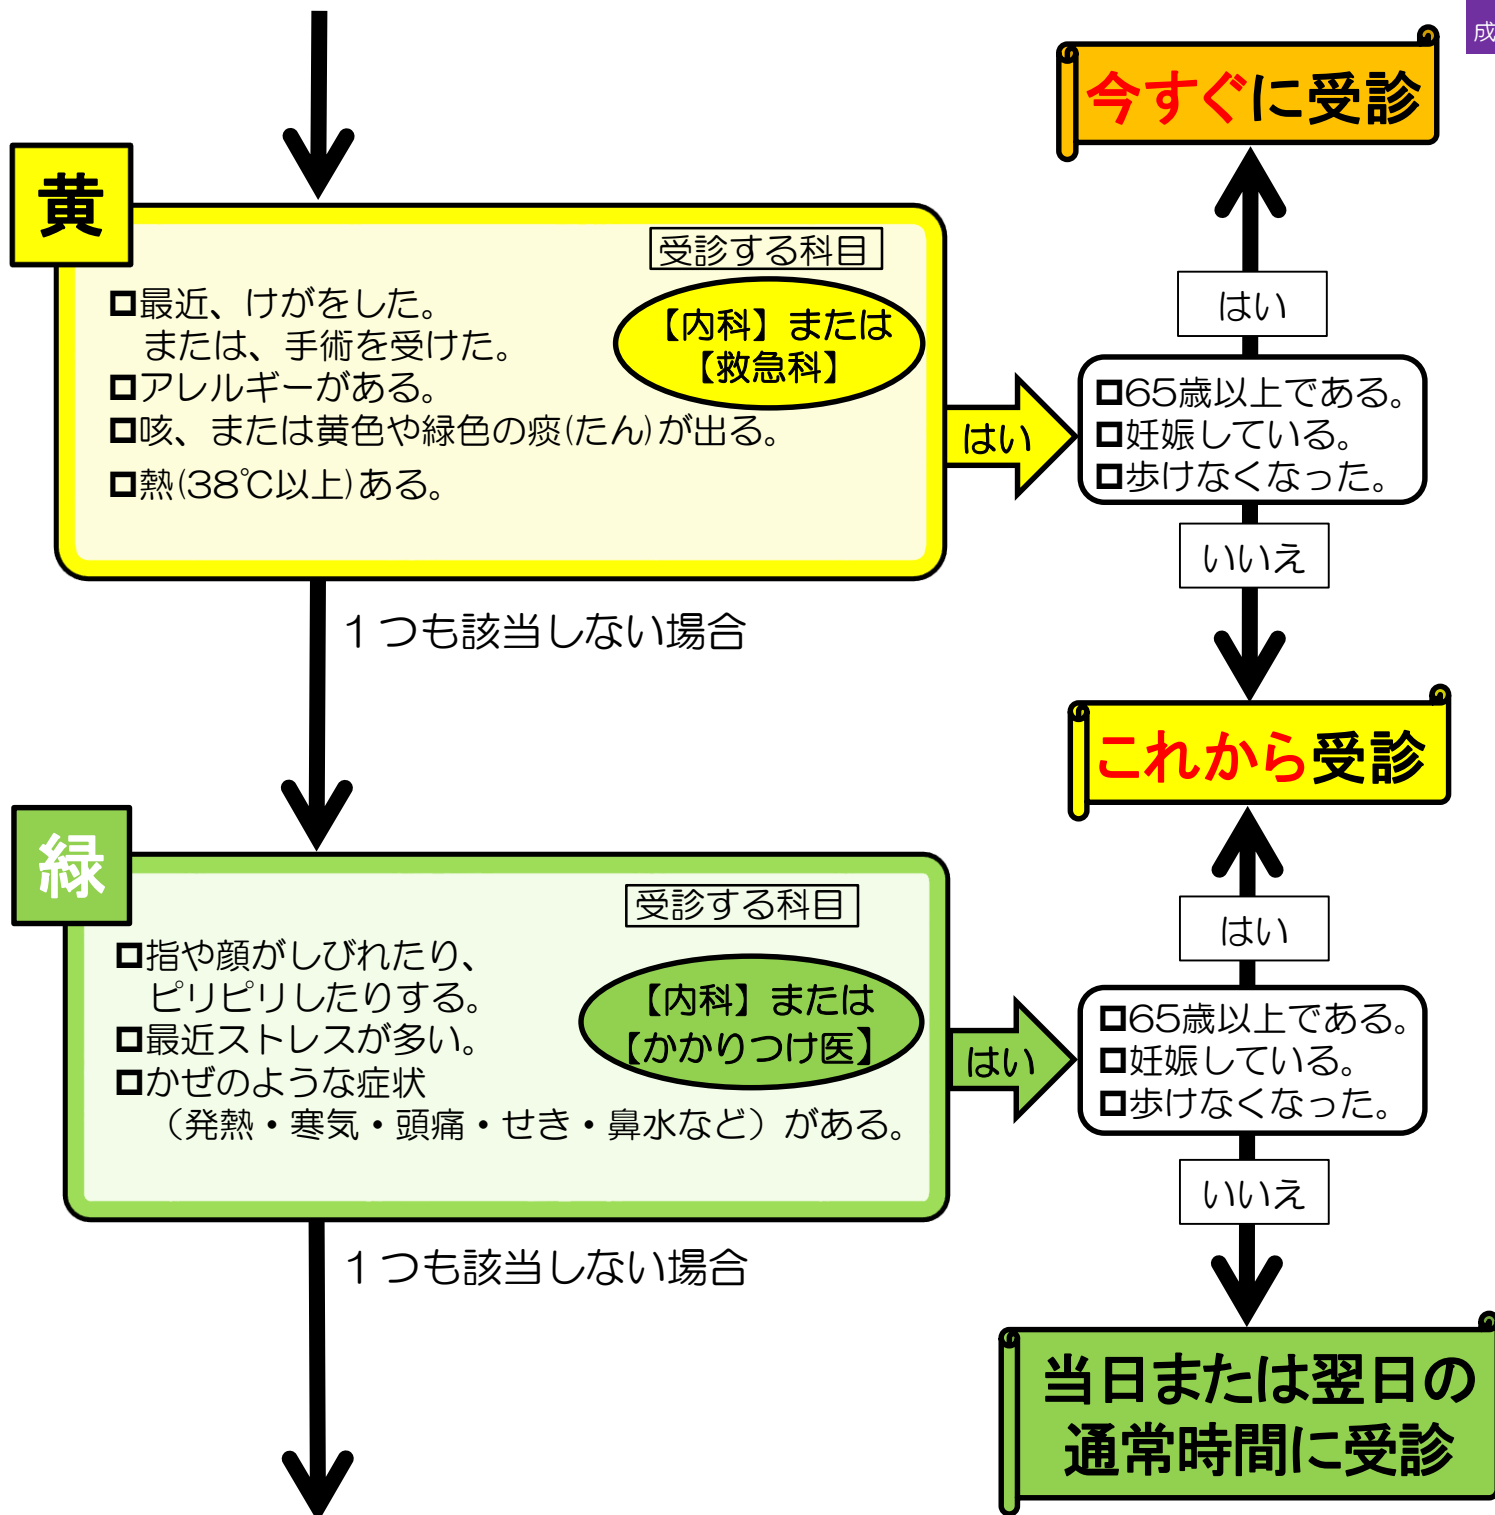 成
今すぐに受診
黄
受診する科目
【内科】または
【救急科】
□最近、けがをした。
または、手術を受けた。
□アレルギーがある。
□咳、または黄色や緑色の痰(たん)が出る。
□熱(38℃以上)ある。
はい
はい
□65歳以上である。
□妊娠している。
□歩けなくなった。
いいえ
1つも該当しない場合
これから受診
緑
受診する科目
【内科】または
【かかりつけ医】
□指や顔がしびれたり、
ピリピリしたりする。
□最近ストレスが多い。
□かぜのような症状
（発熱・寒気・頭痛・せき・鼻水など）がある。
はい
はい
□65歳以上である。
□妊娠している。
□歩けなくなった。
いいえ
1つも該当しない場合
当日または翌日の
通常時間に受診